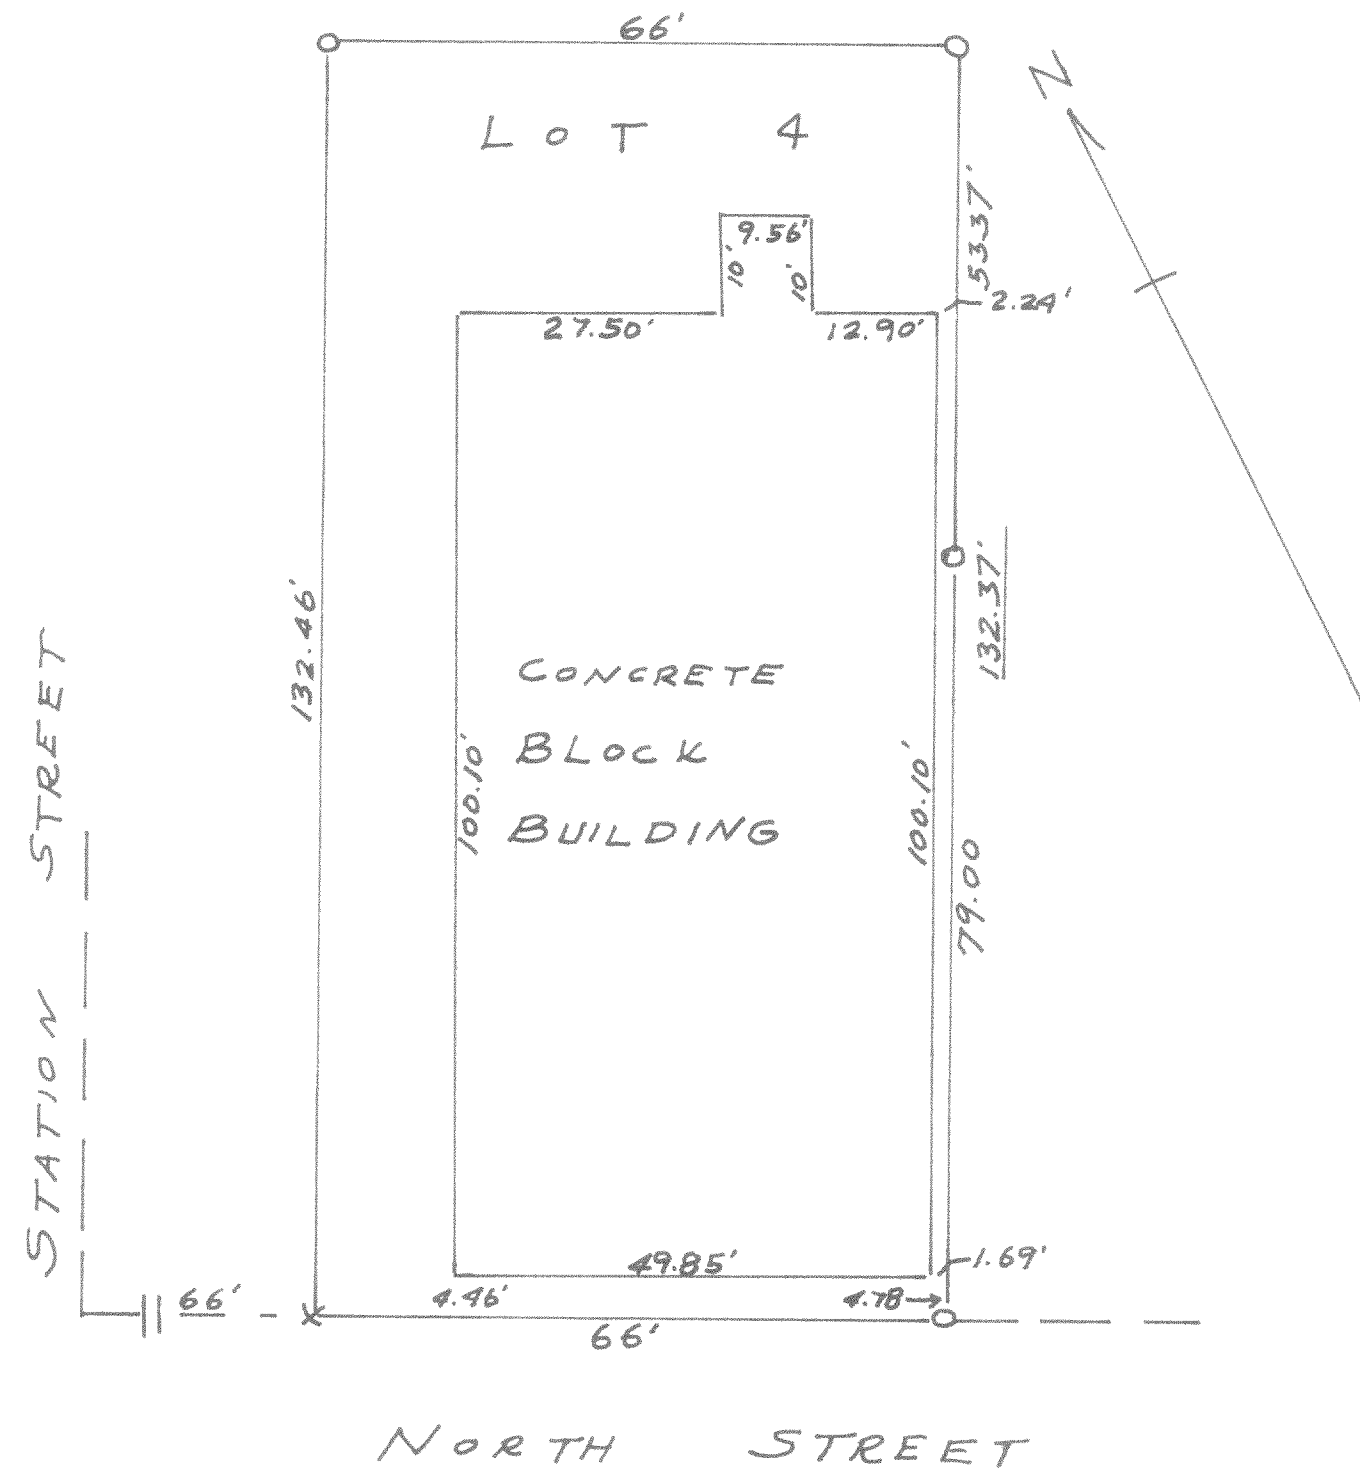 66'
N
LOT 4
53.37'
9.56'
10'
10'
2.24'
27.50'
12.90'
132.37'
132.46'
STATION STREET
CONCRETE
BLOCK
BUILDING
100.10'
100.10'
79.00
49.85'
1.69'
4.46'
4.78
66'
66'
NORTH STREET